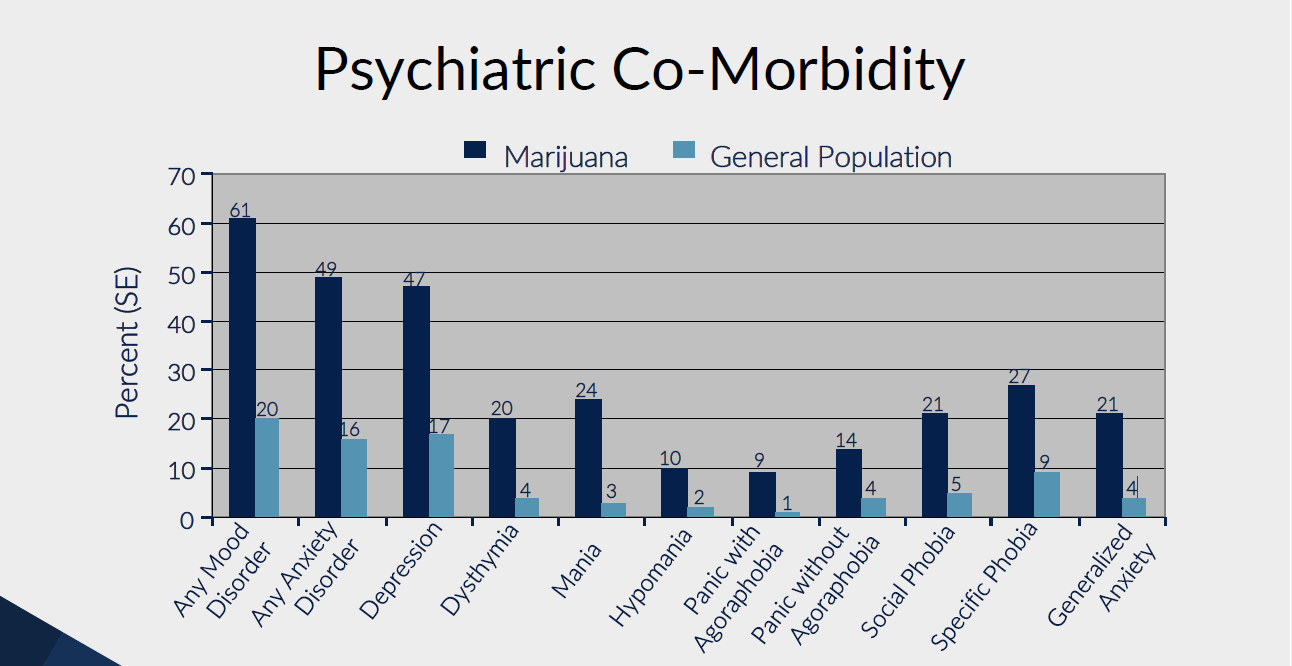 Psychiatric Co-Morbidity
Marijuana General Population
Percent (SE)
70
60
50
40
30
20
10
0
61 20
49 16
47 17
20 4
24 3
10 2
9 1
14 4
21 5
27 9
21 4
Any Mood
Disorder
Any Anxiety
Disorder
Depression
Dysthymia
Mania
Hypomania
Panic with
Agoraphobia
Panic without
Agoraphobia
Social Phobia
Specific Phobia
Generalized
Anxiety